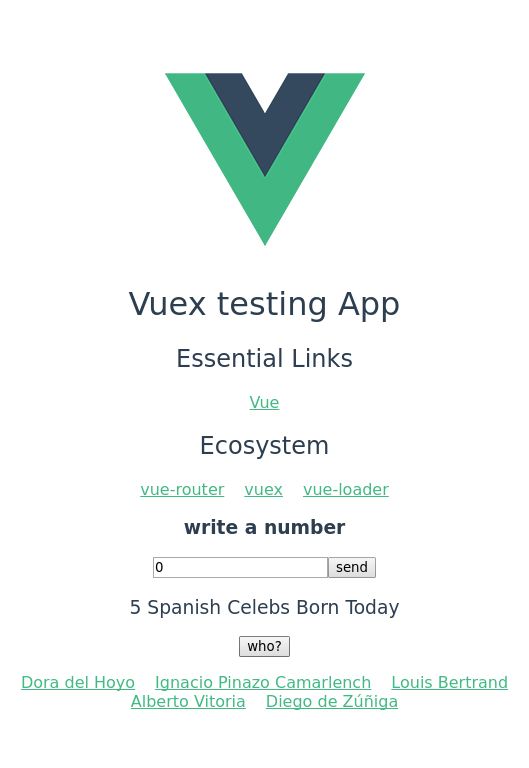 Vuex testing App
Essential Links
Vue
Ecosystem
vue-router vuex vue-loader
write a number
0 send
5 Spanish Celebs Born Today
who?
Dora del Hoyo Ignacio Pinazo Camarlench Louis Bertrand
Alberto Vitoria Diego de Zúñiga